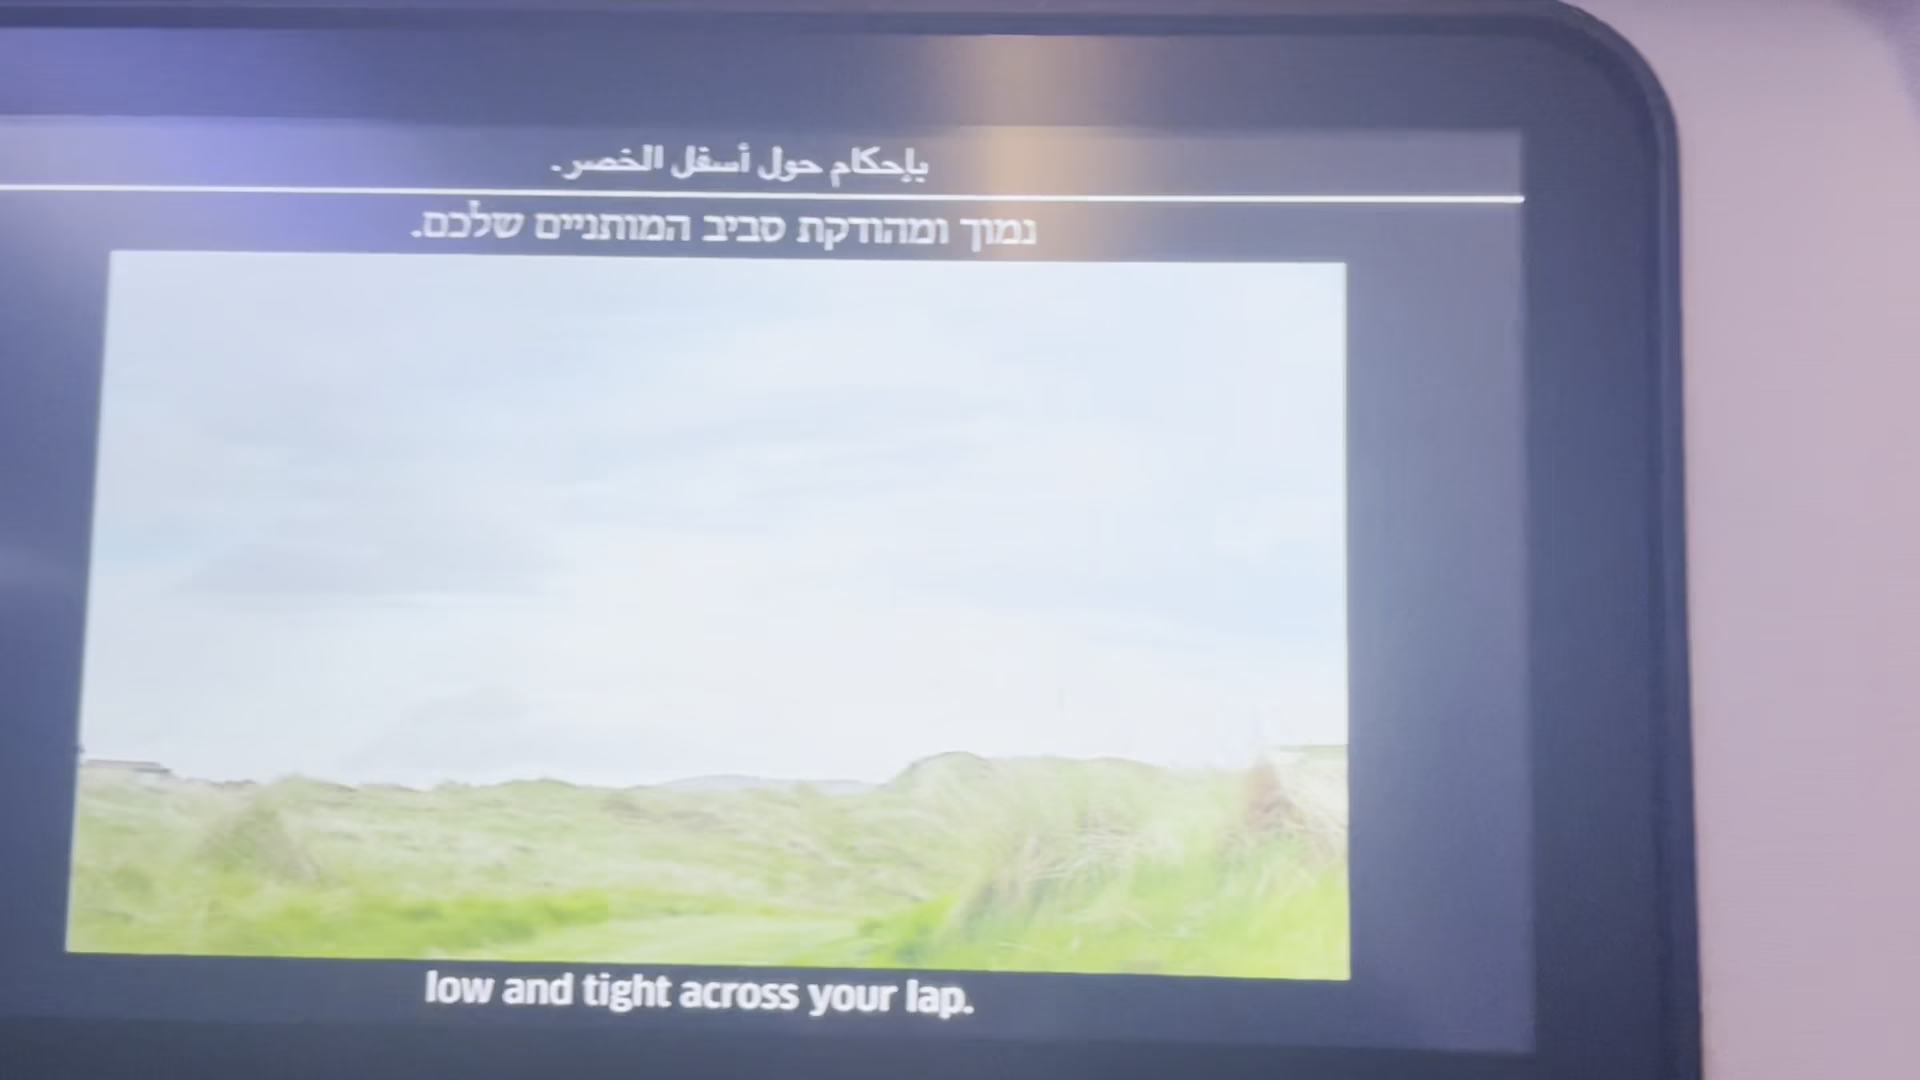 بإحكام حول أسفل الخصر.
נמוך ומהודקת סביב המותניים שלכם.
low and tight across your lap.